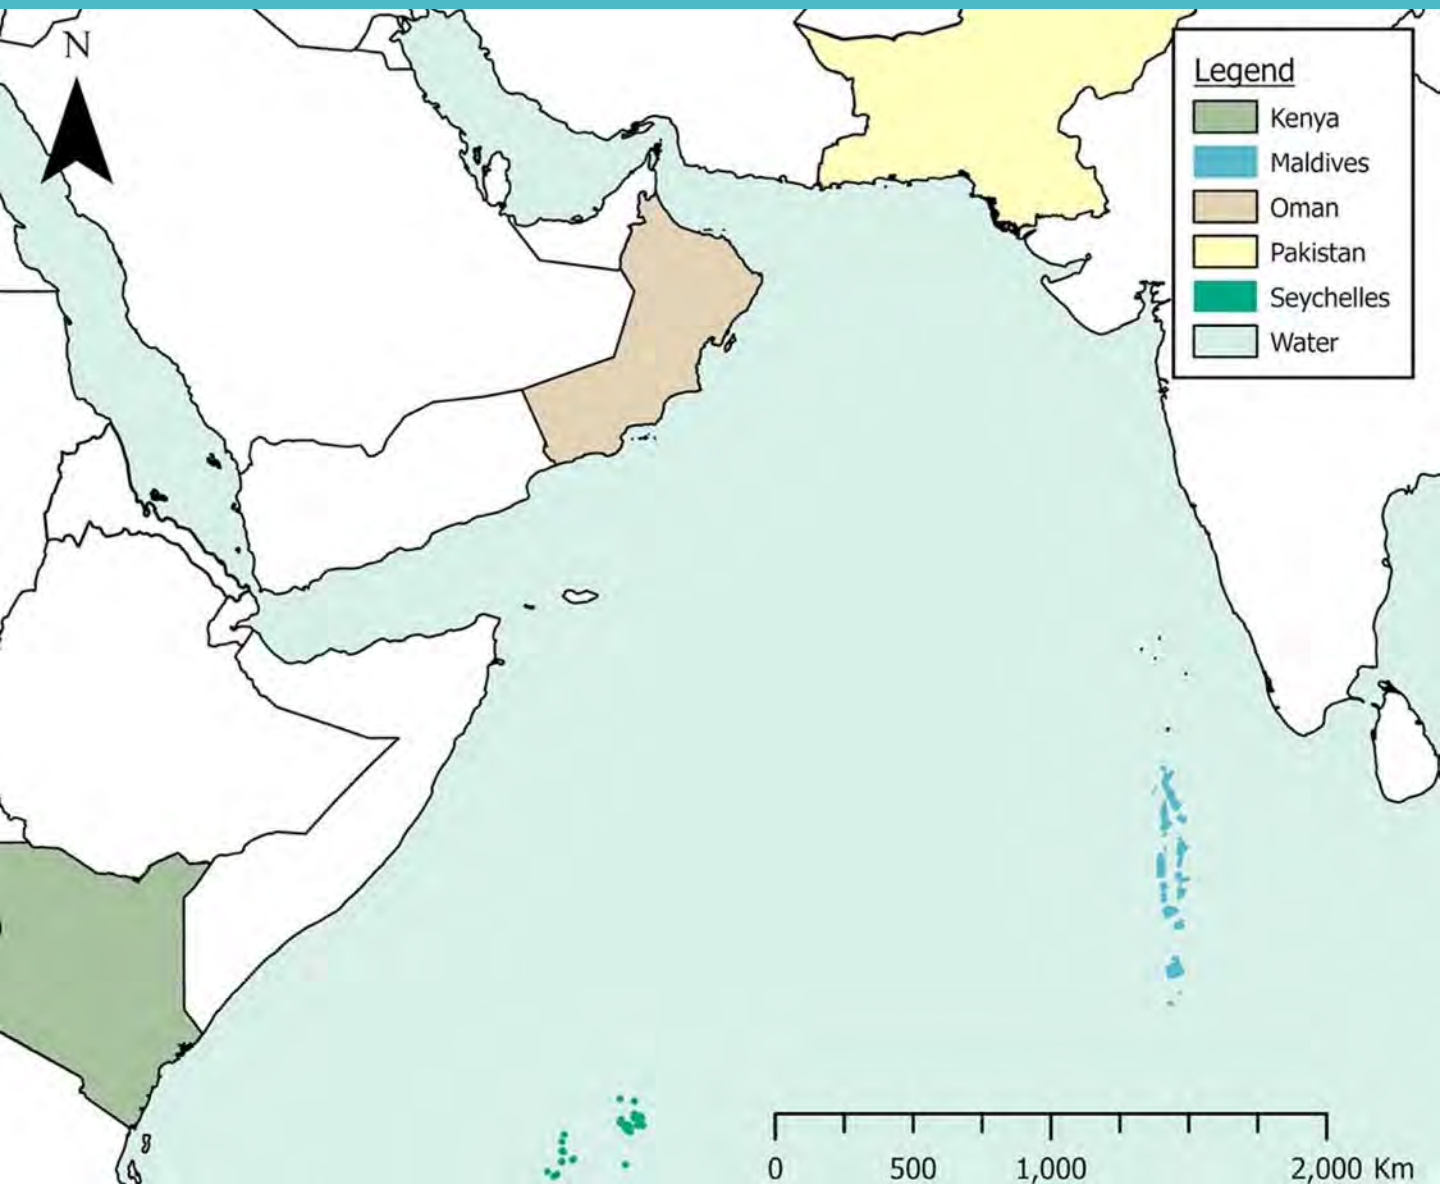 N
Legend
Kenya
Maldives
Oman
Pakistan
Seychelles
Water
0 500 1,000 2,000 Km